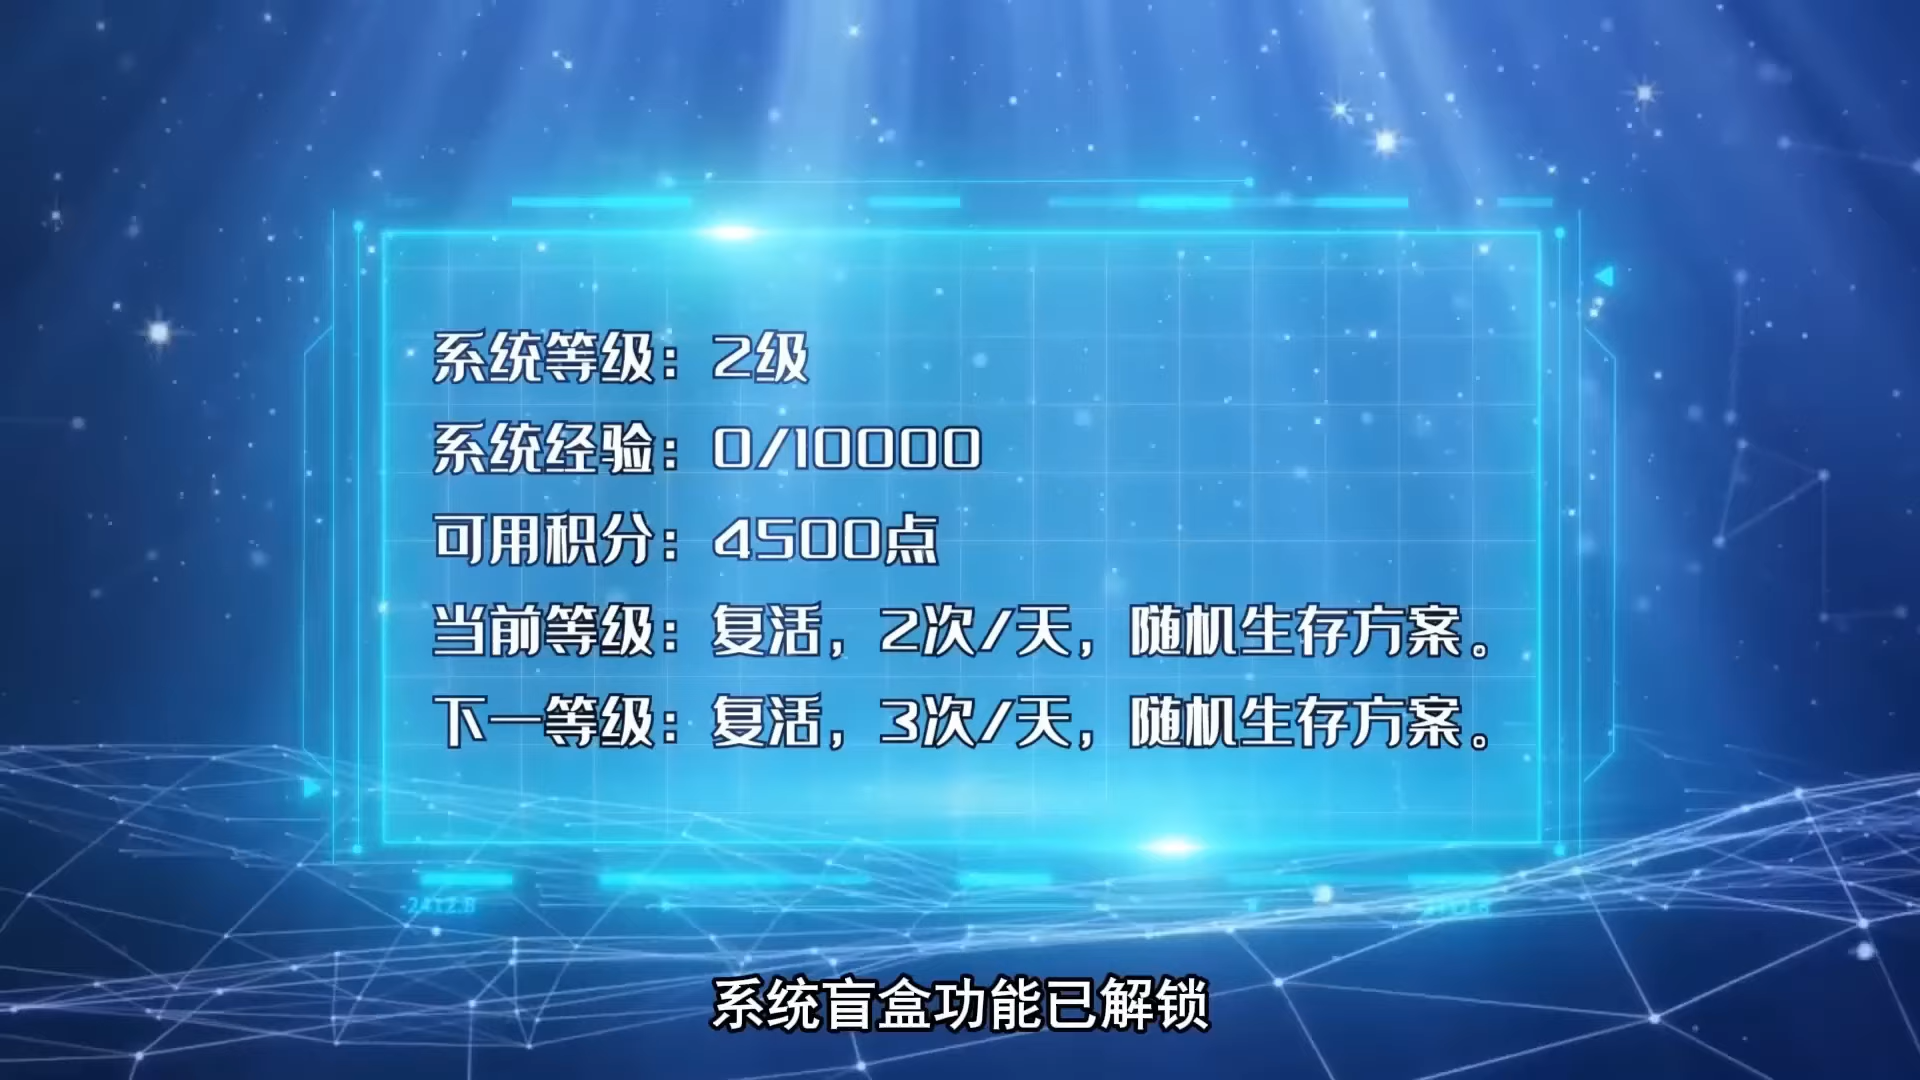 系统等级：2级
系统经验：0/10000
可用积分：4500点
当前等级：复活，2次/天，随机生存方案。
下一等级：复活，3次/天，随机生存方案。
-2412.8
系统盲盒功能已解锁